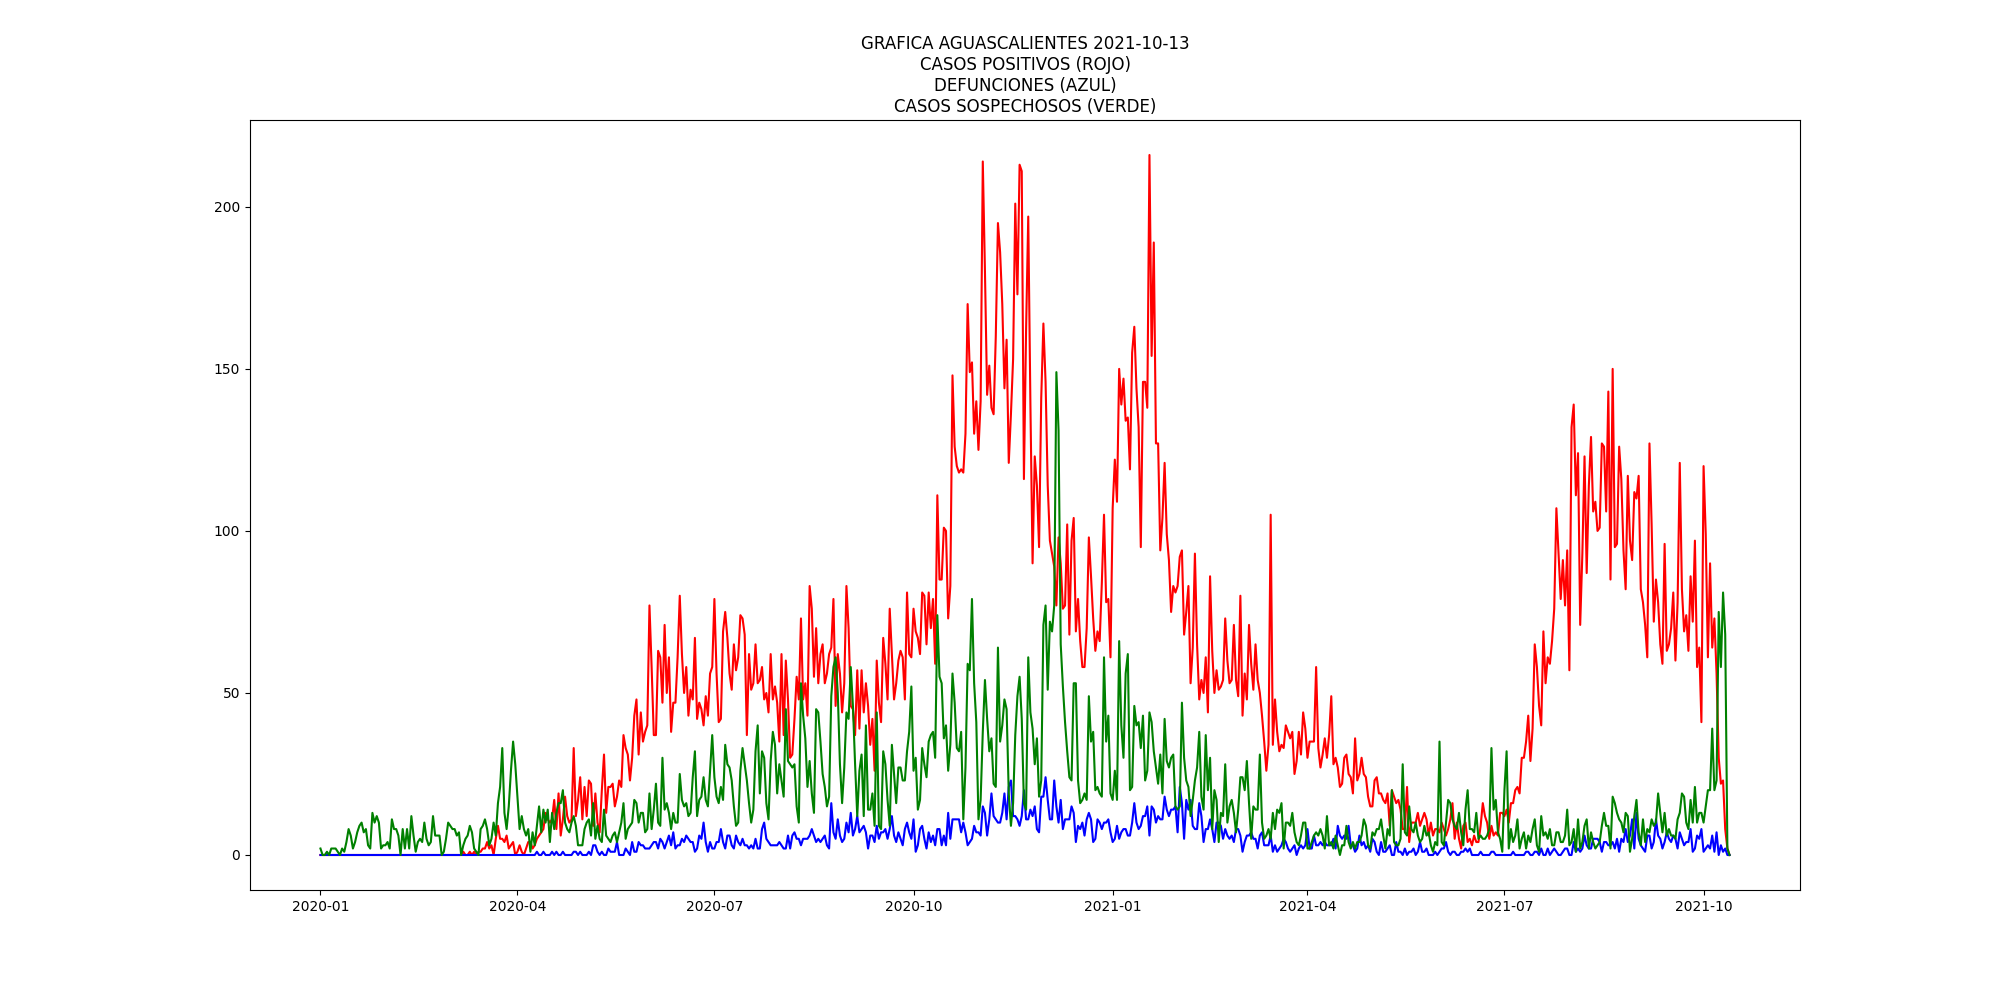 GRAFICA AGUASCALIENTES 2021-10-13
CASOS POSITIVOS (ROJO)
DEFUNCIONES (AZUL)
CASOS SOSPECHOSOS (VERDE)
200
150
100
50
0
2020-01 2020-04 2020-07 2020-10 2021-01 2021-04 2021-07 2021-10